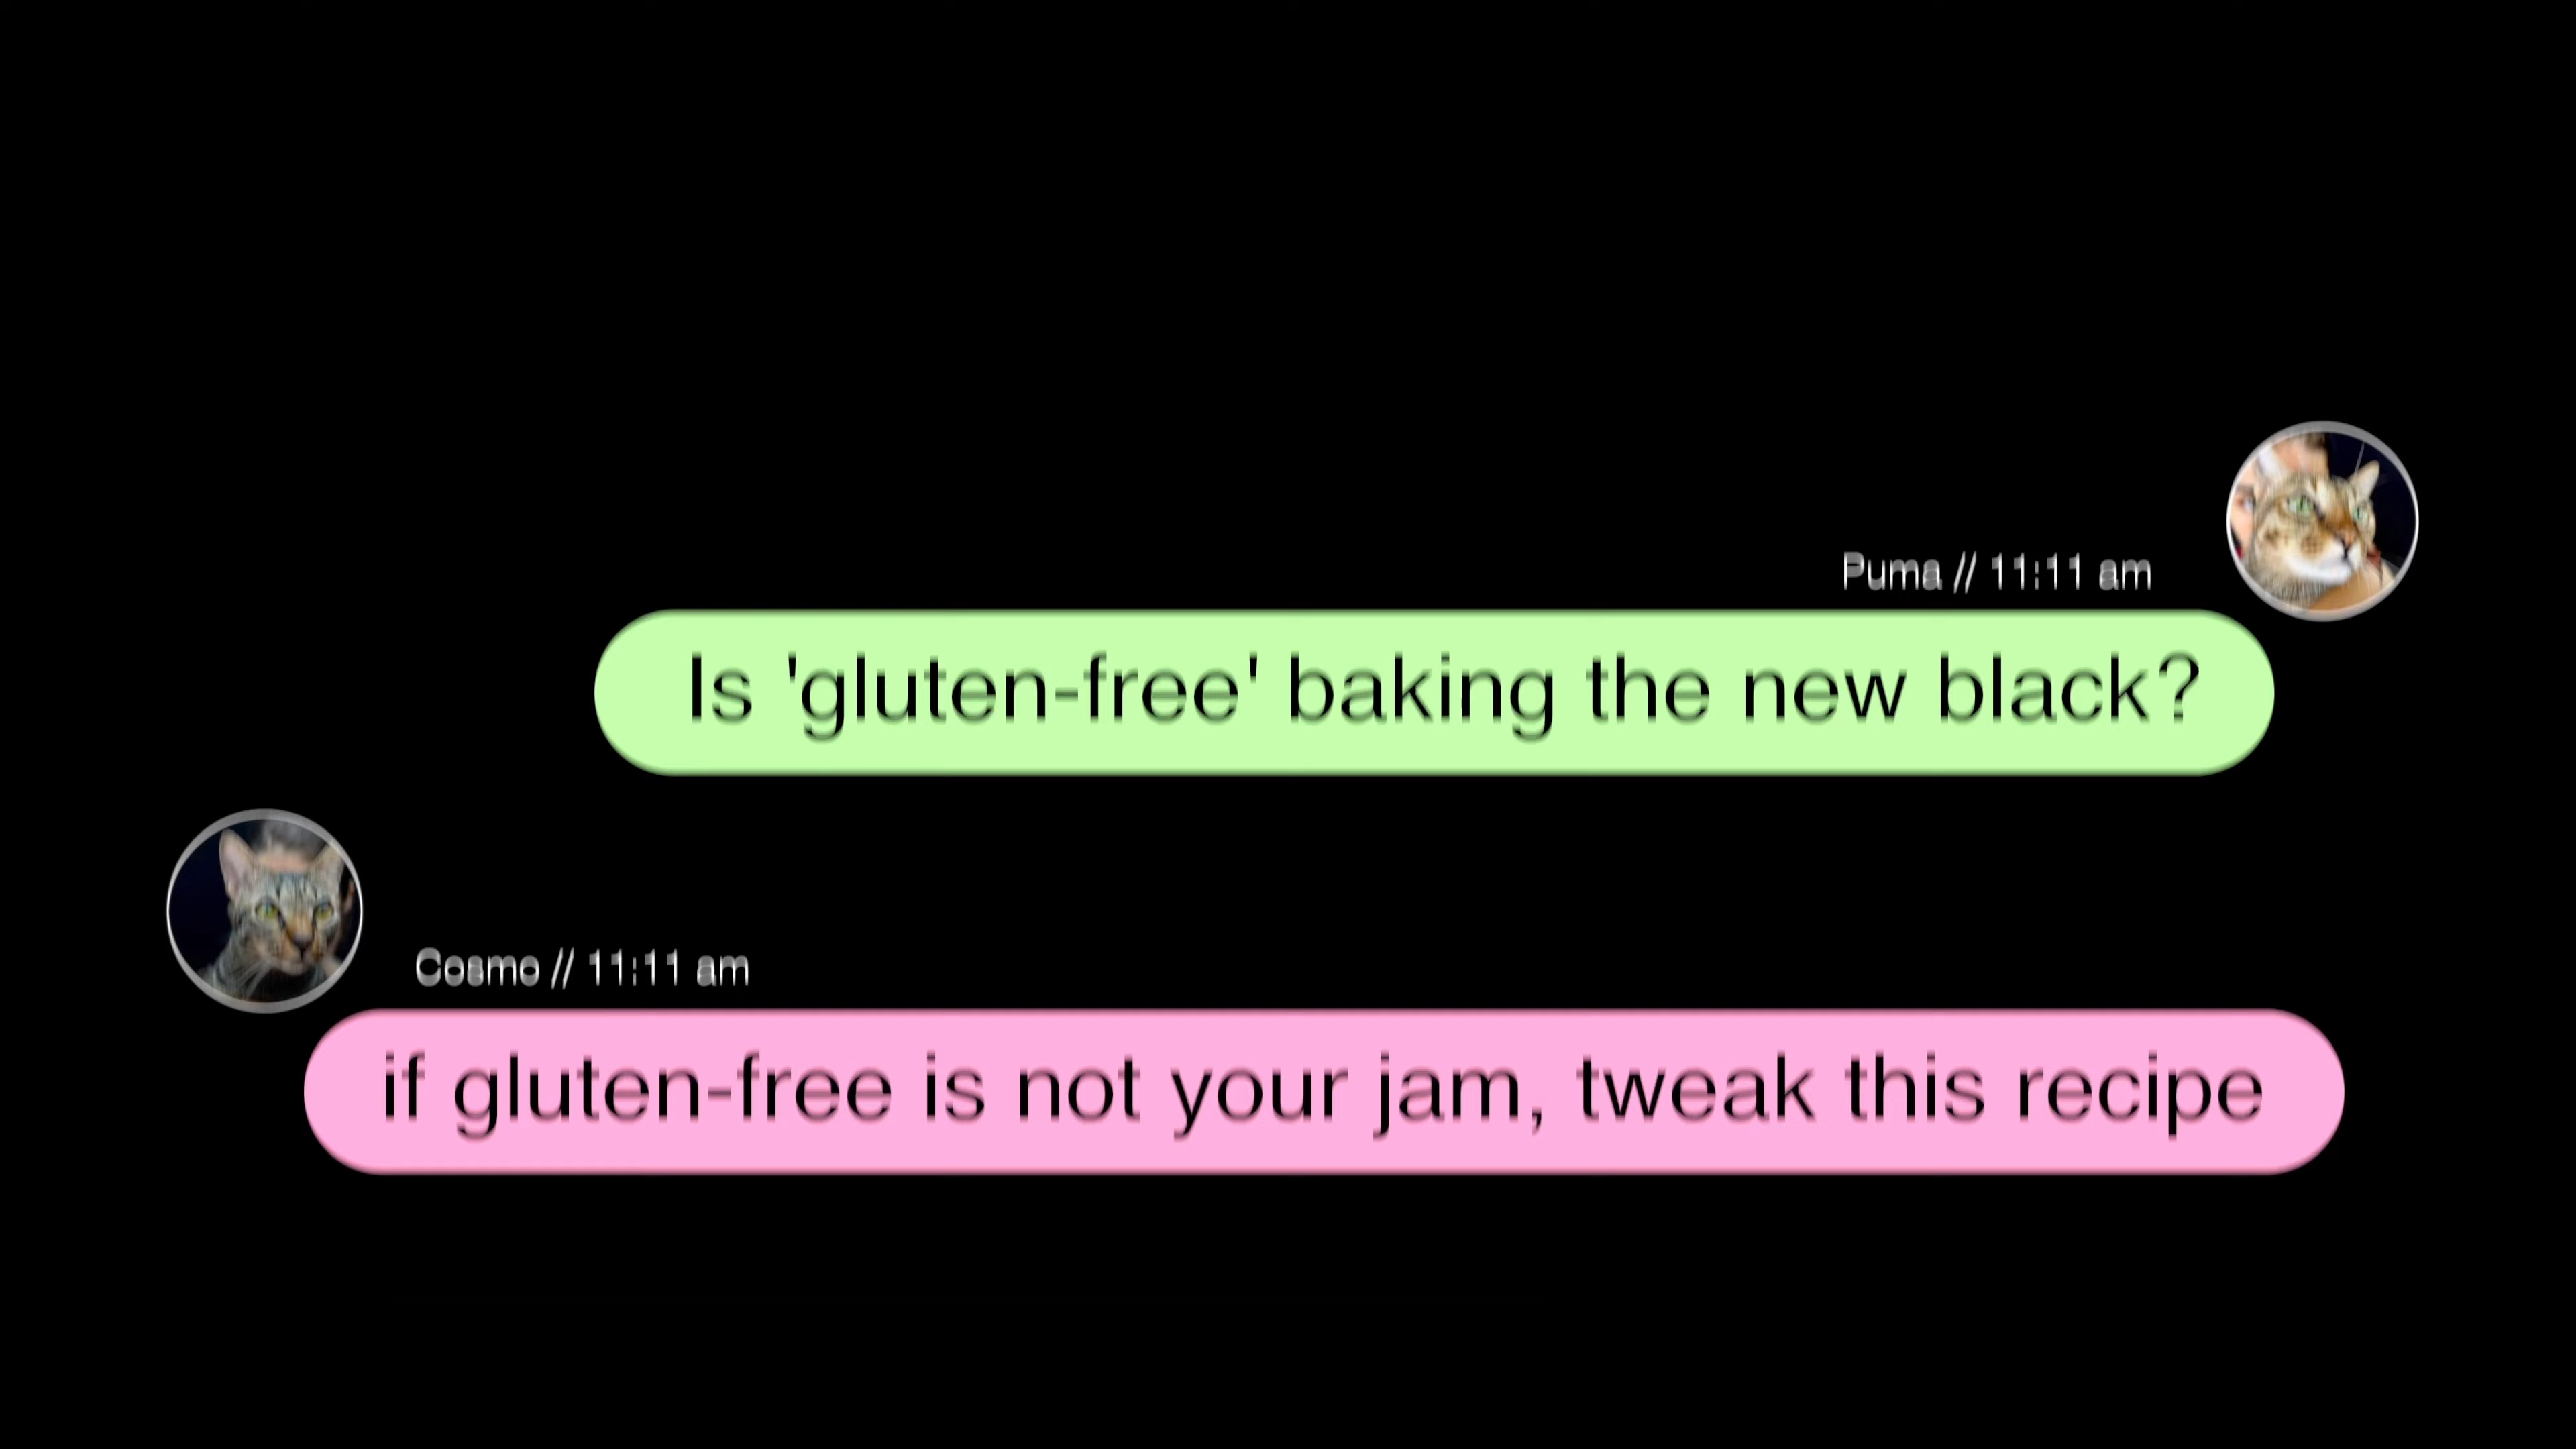 Puma // 11:11 am
Is 'gluten-free' baking the new black?
Cosmo // 11:11 am
if gluten-free is not your jam, tweak this recipe